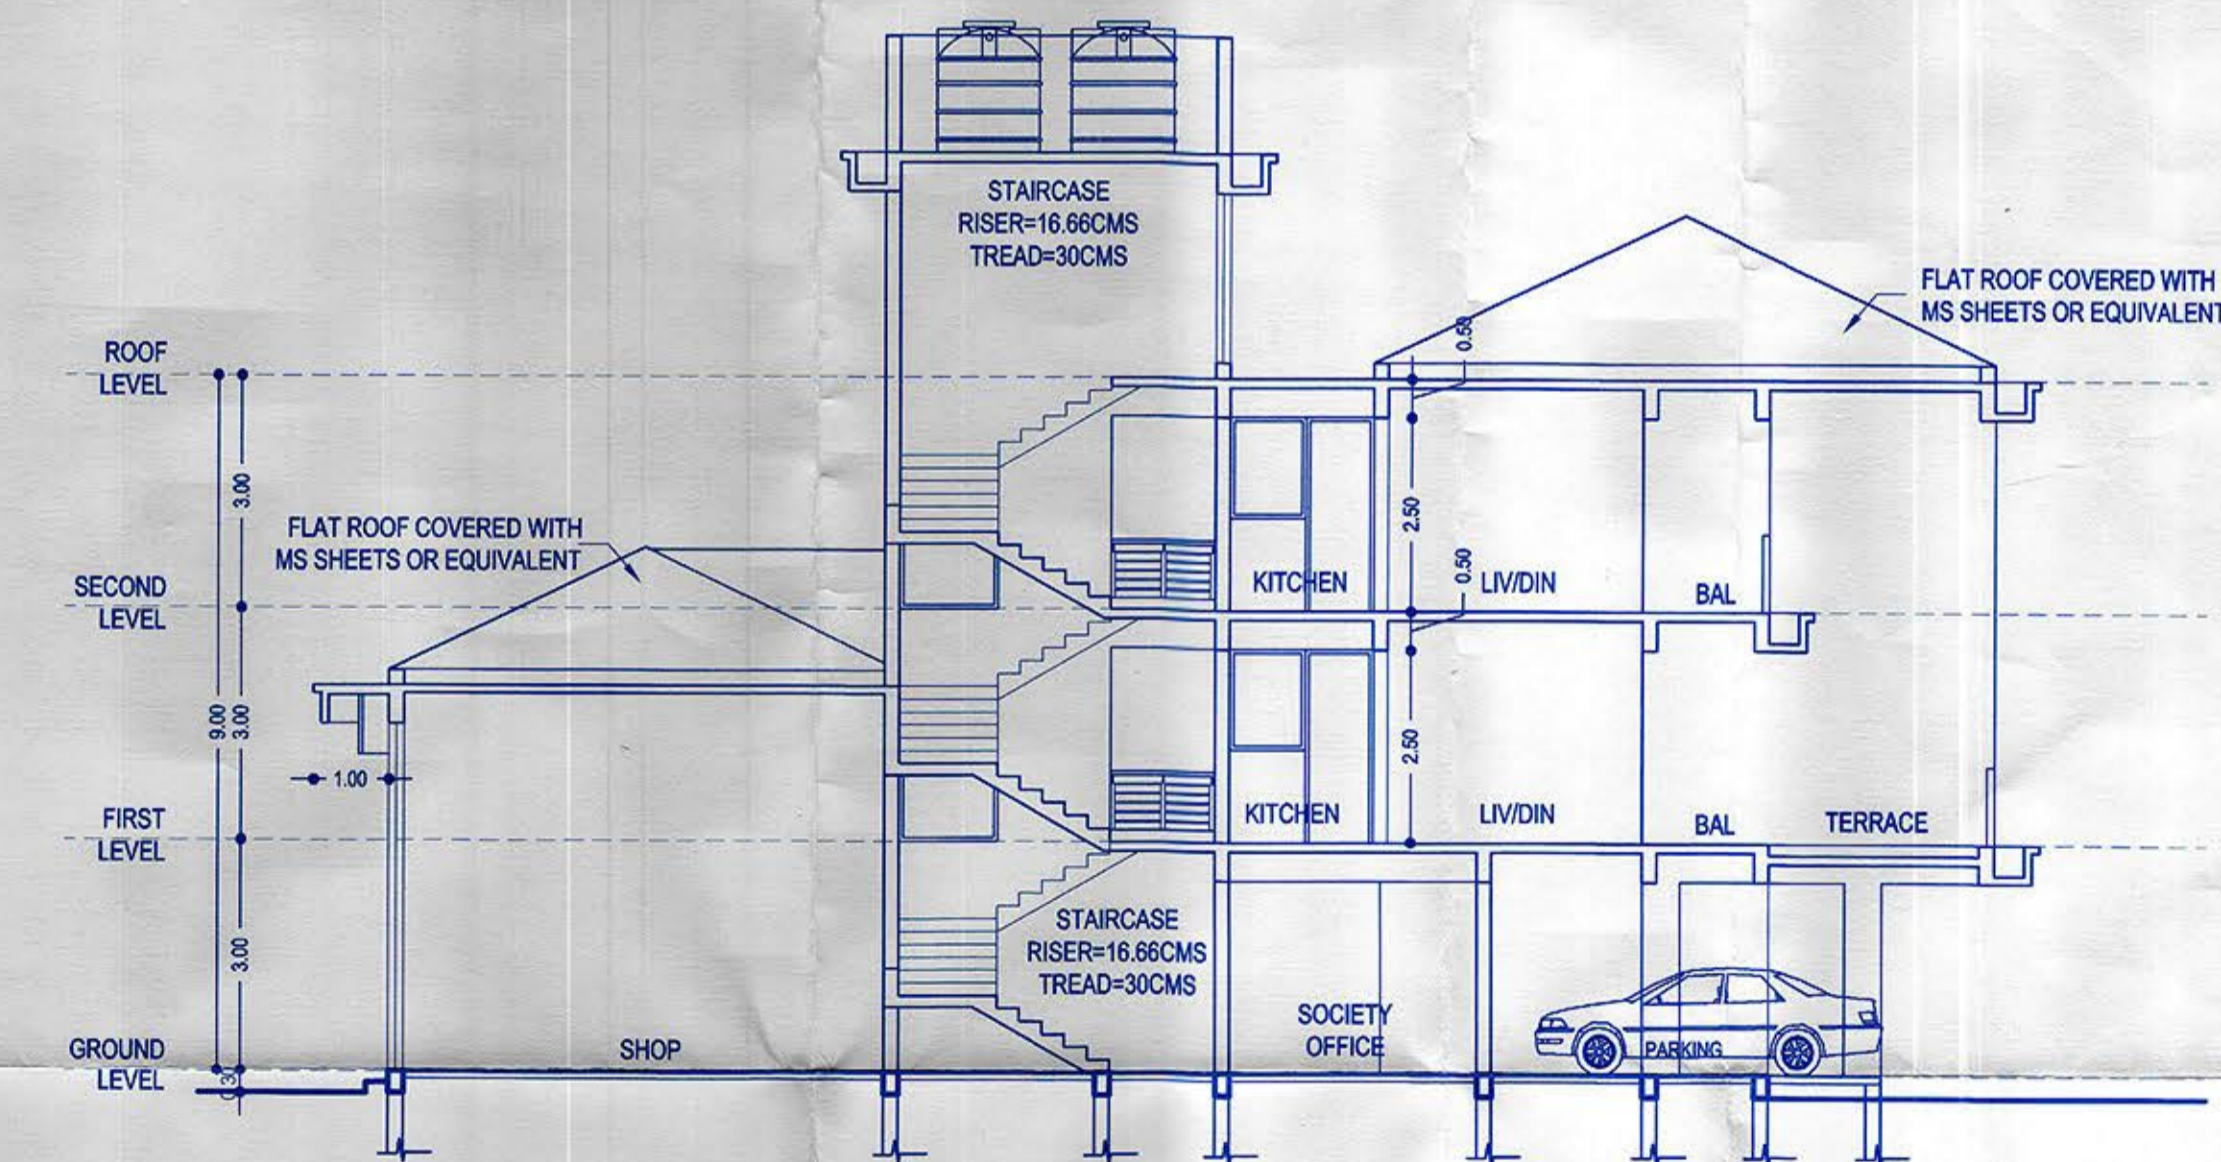 STAIRCASE
RISER=16.66CMS
TREAD=30CMS
FLAT ROOF COVERED WITH
MS SHEETS OR EQUIVALENT
0.50
ROOF
LEVEL
3.00
2.50
FLAT ROOF COVERED WITH
MS SHEETS OR EQUIVALENT
SECOND
LEVEL
KITCHEN
LIV/DIN
BAL
0.50
9.00
3.00
1.00
2.50
FIRST
LEVEL
KITCHEN
LIV/DIN
BAL
TERRACE
3.00
STAIRCASE
RISER=16.66CMS
TREAD=30CMS
SOCIETY
OFFICE
PARKING
GROUND
LEVEL
SHOP
0.30